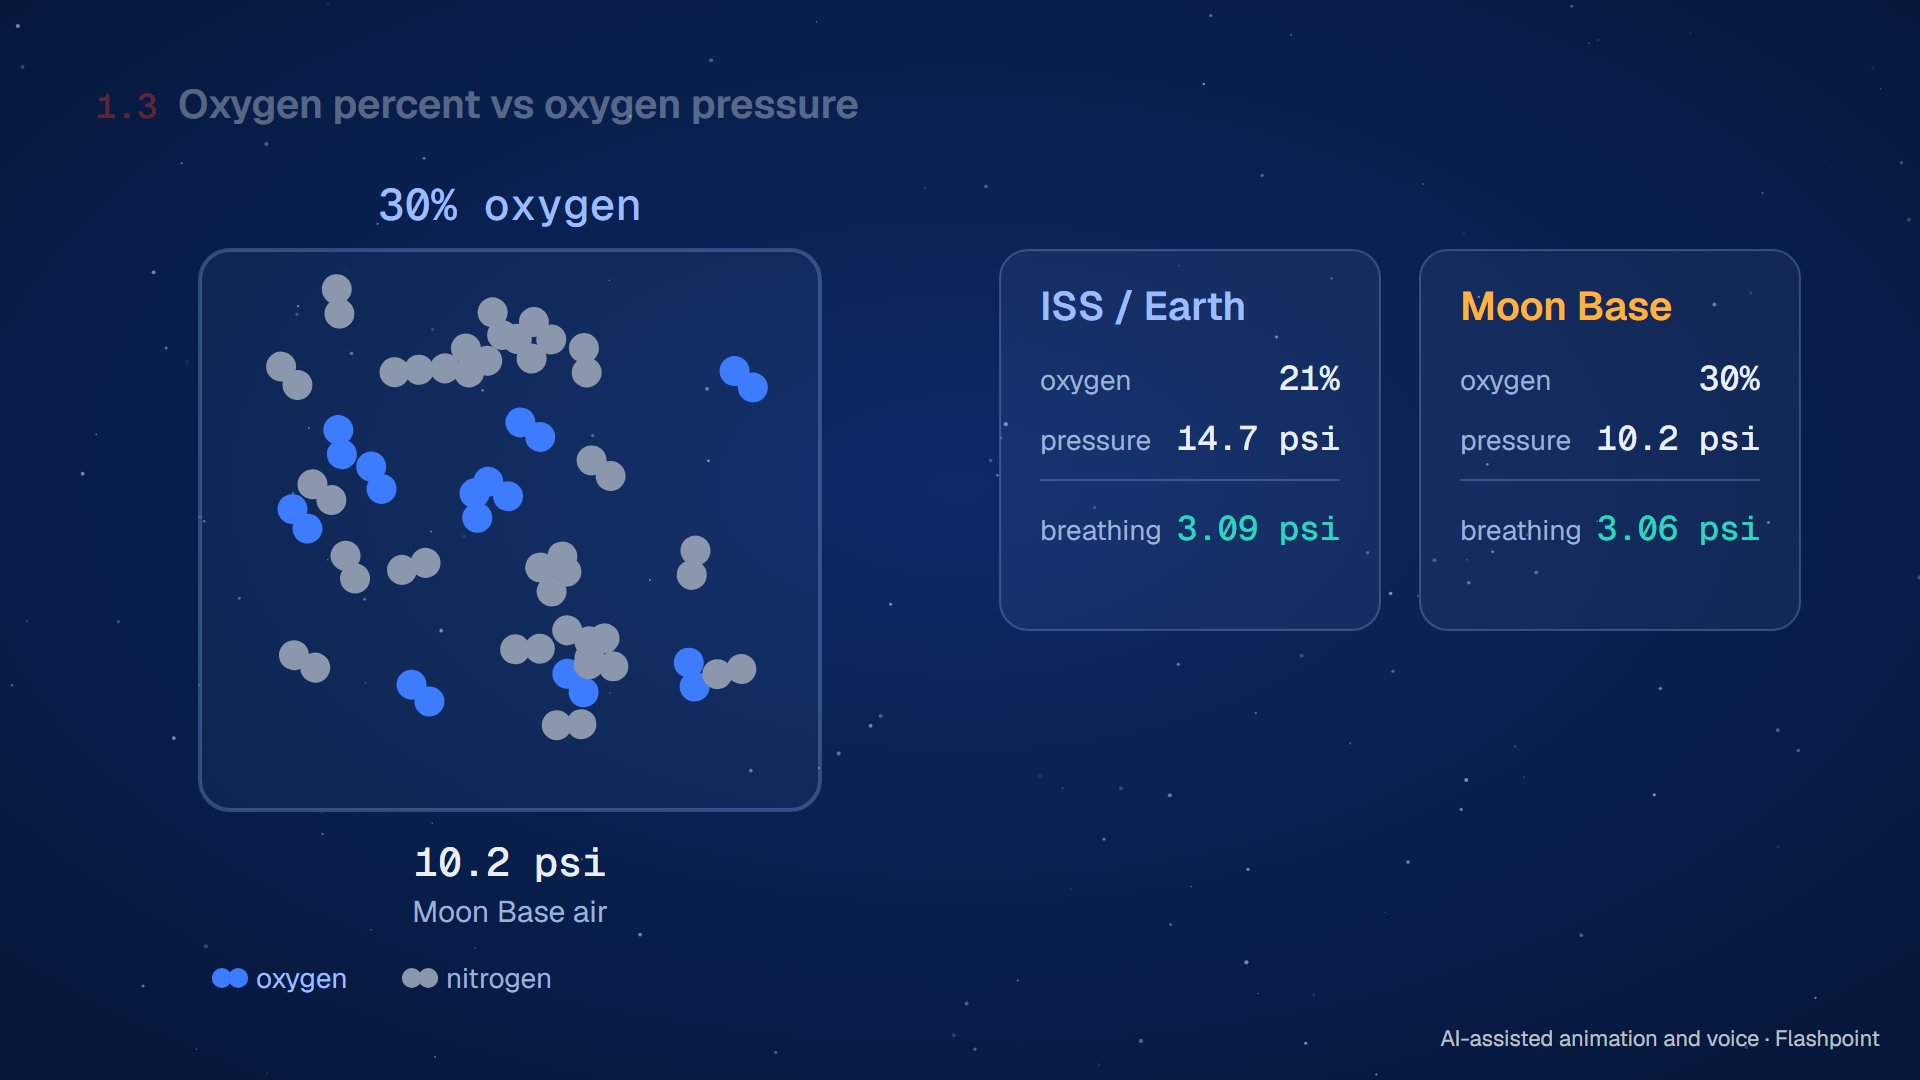 1.3 Oxygen percent vs oxygen pressure
30% oxygen
10.2 psi
Moon Base air
oxygen
nitrogen
ISS / Earth
oxygen 21%
pressure 14.7 psi
breathing 3.09 psi
Moon Base
oxygen 30%
pressure 10.2 psi
breathing 3.06 psi
AI-assisted animation and voice · Flashpoint